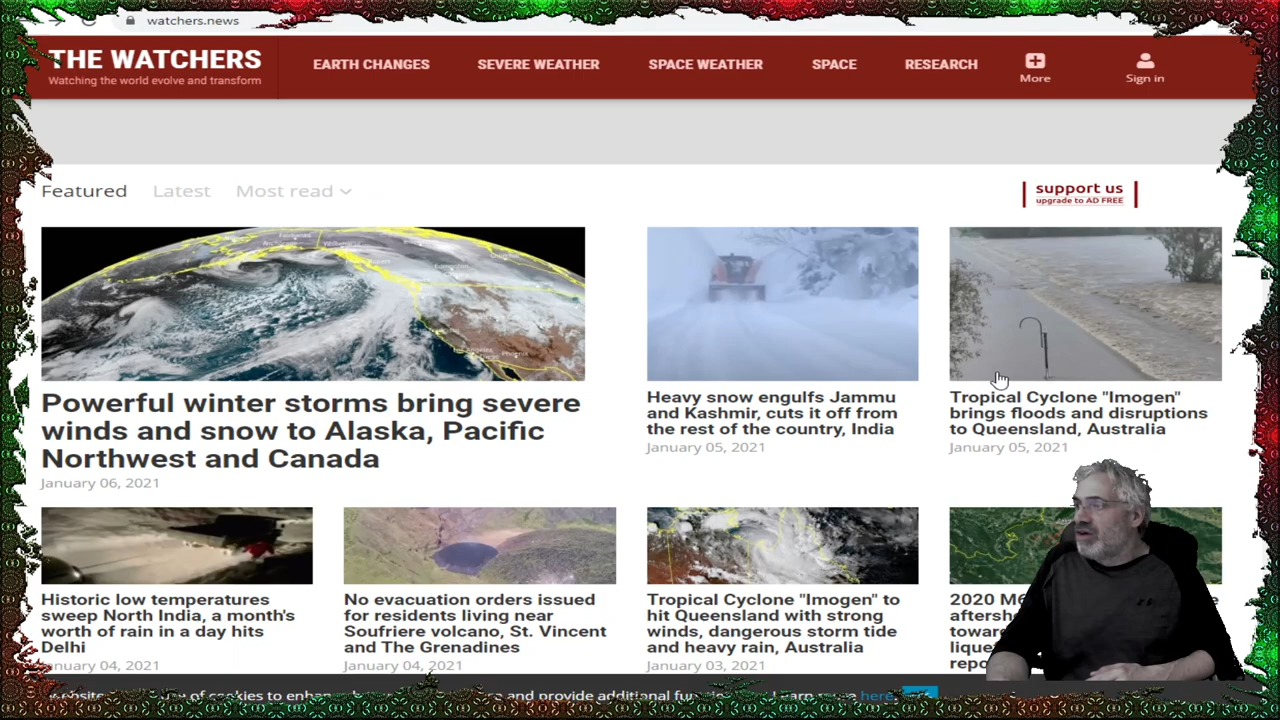 watchers.news
THE WATCHERS
Watching the world evolve and transform
EARTH CHANGES
SEVERE WEATHER
SPACE WEATHER
SPACE
RESEARCH
More
Sign in
Featured
Latest
Most read
support us
upgrade to AD FREE
Powerful winter storms bring severe
winds and snow to Alaska, Pacific
Northwest and Canada
January 06, 2021
Heavy snow engulfs Jammu
and Kashmir, cuts it off from
the rest of the country, India
January 05, 2021
Tropical Cyclone "Imogen"
brings floods and disruptions
to Queensland, Australia
January 05, 2021
Historic low temperatures
sweep North India, a month's
worth of rain in a day hits
Delhi
January 04, 2021
No evacuation orders issued
for residents living near
Soufriere volcano, St. Vincent
and The Grenadines
January 04, 2021
Tropical Cyclone "Imogen" to
hit Queensland with strong
winds, dangerous storm tide
and heavy rain, Australia
January 03, 2021
2020
of cookies to
and provide additional
here